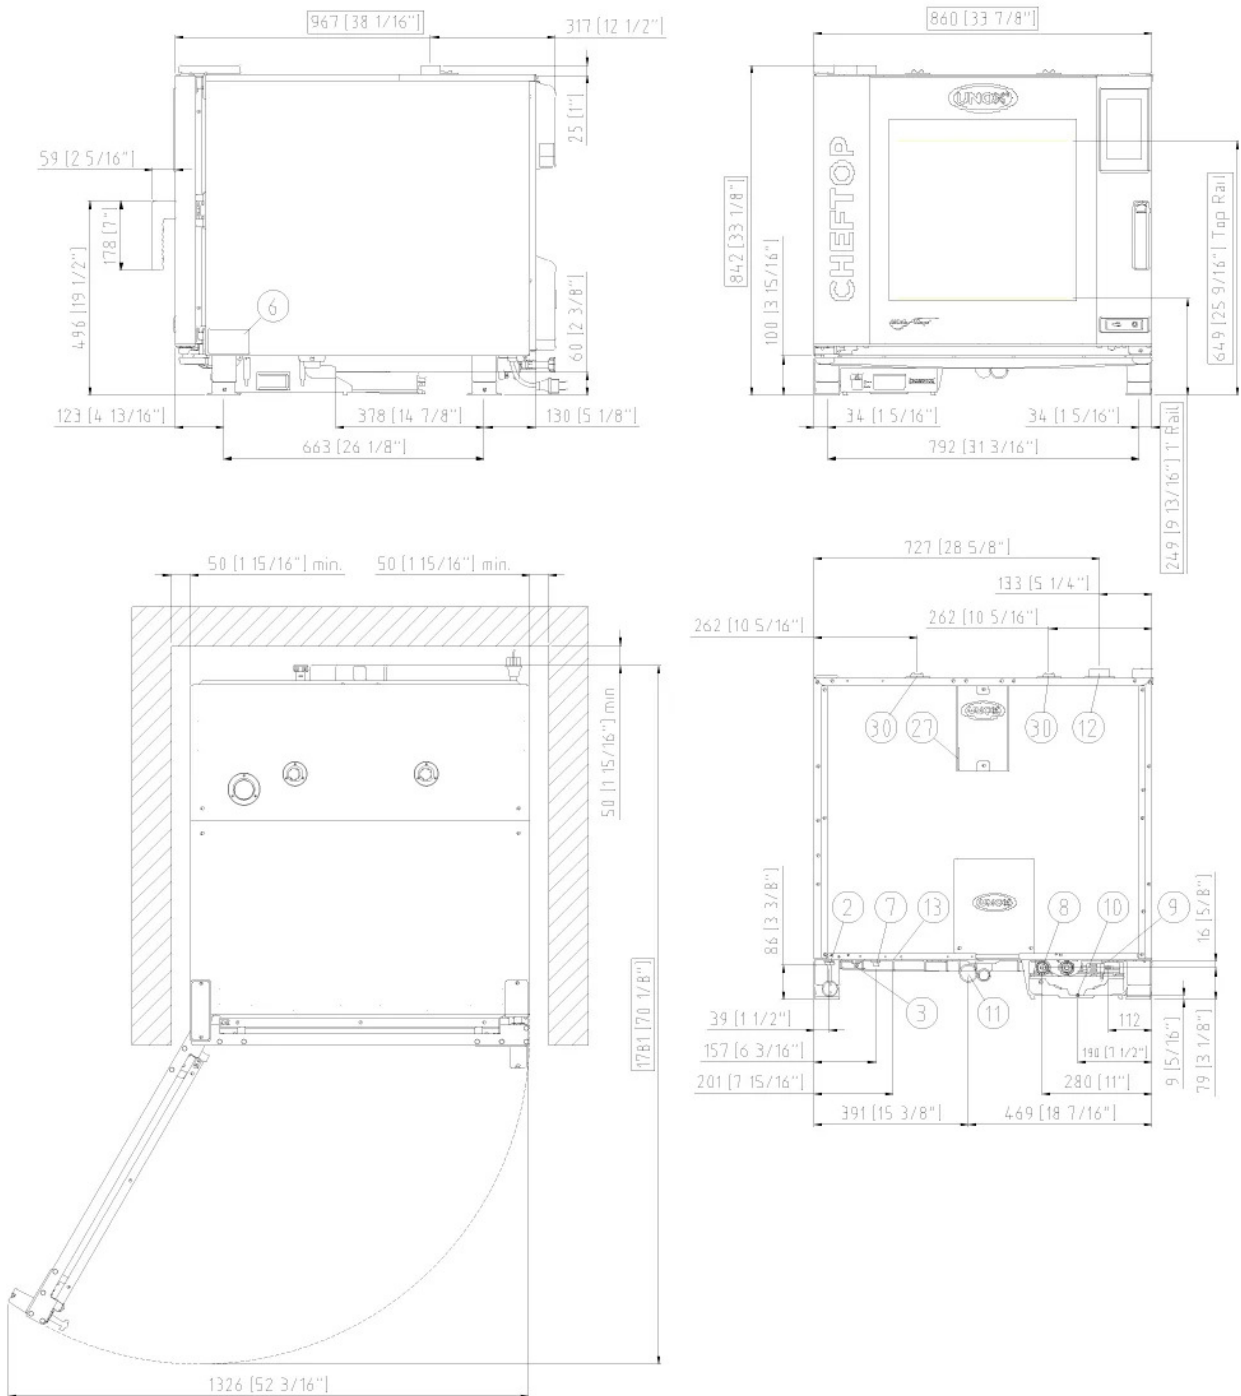 967 [38 1/16"]
317 [12 1/2"]
25 [1"]
59 [2 5/16"]
178 [7"]
496 [19 1/2"]
6
60 [2 3/8"]
123 [4 13/16"]
378 [14 7/8"]
130 [5 1/8"]
663 [26 1/8"]
860 [33 7/8"]
UNOX
CHEFTOP
842 [33 1/8"]
100 [3 15/16"]
649 [25 9/16"] Top Rail
249 [9 13/16"] 1° Rail
34 [1 5/16"]
34 [1 5/16"]
792 [31 3/16"]
50 [1 15/16"] min.
50 [1 15/16"] min.
50 [1 15/16"] min
1781 [70 1/8"]
1326 [52 3/16"]
727 [28 5/8"]
133 [5 1/4"]
262 [10 5/16"]
262 [10 5/16"]
UNOX
30
27
30
12
UNOX
86 [3 3/8"]
2
7
13
8
10
9
16 [5/8"]
3
11
39 [1 1/2"]
112
157 [6 3/16"]
190 [7 1/2"]
9 [5/16"]
79 [3 1/8"]
201 [7 15/16"]
280 [11"]
391 [15 3/8"]
469 [18 7/16"]